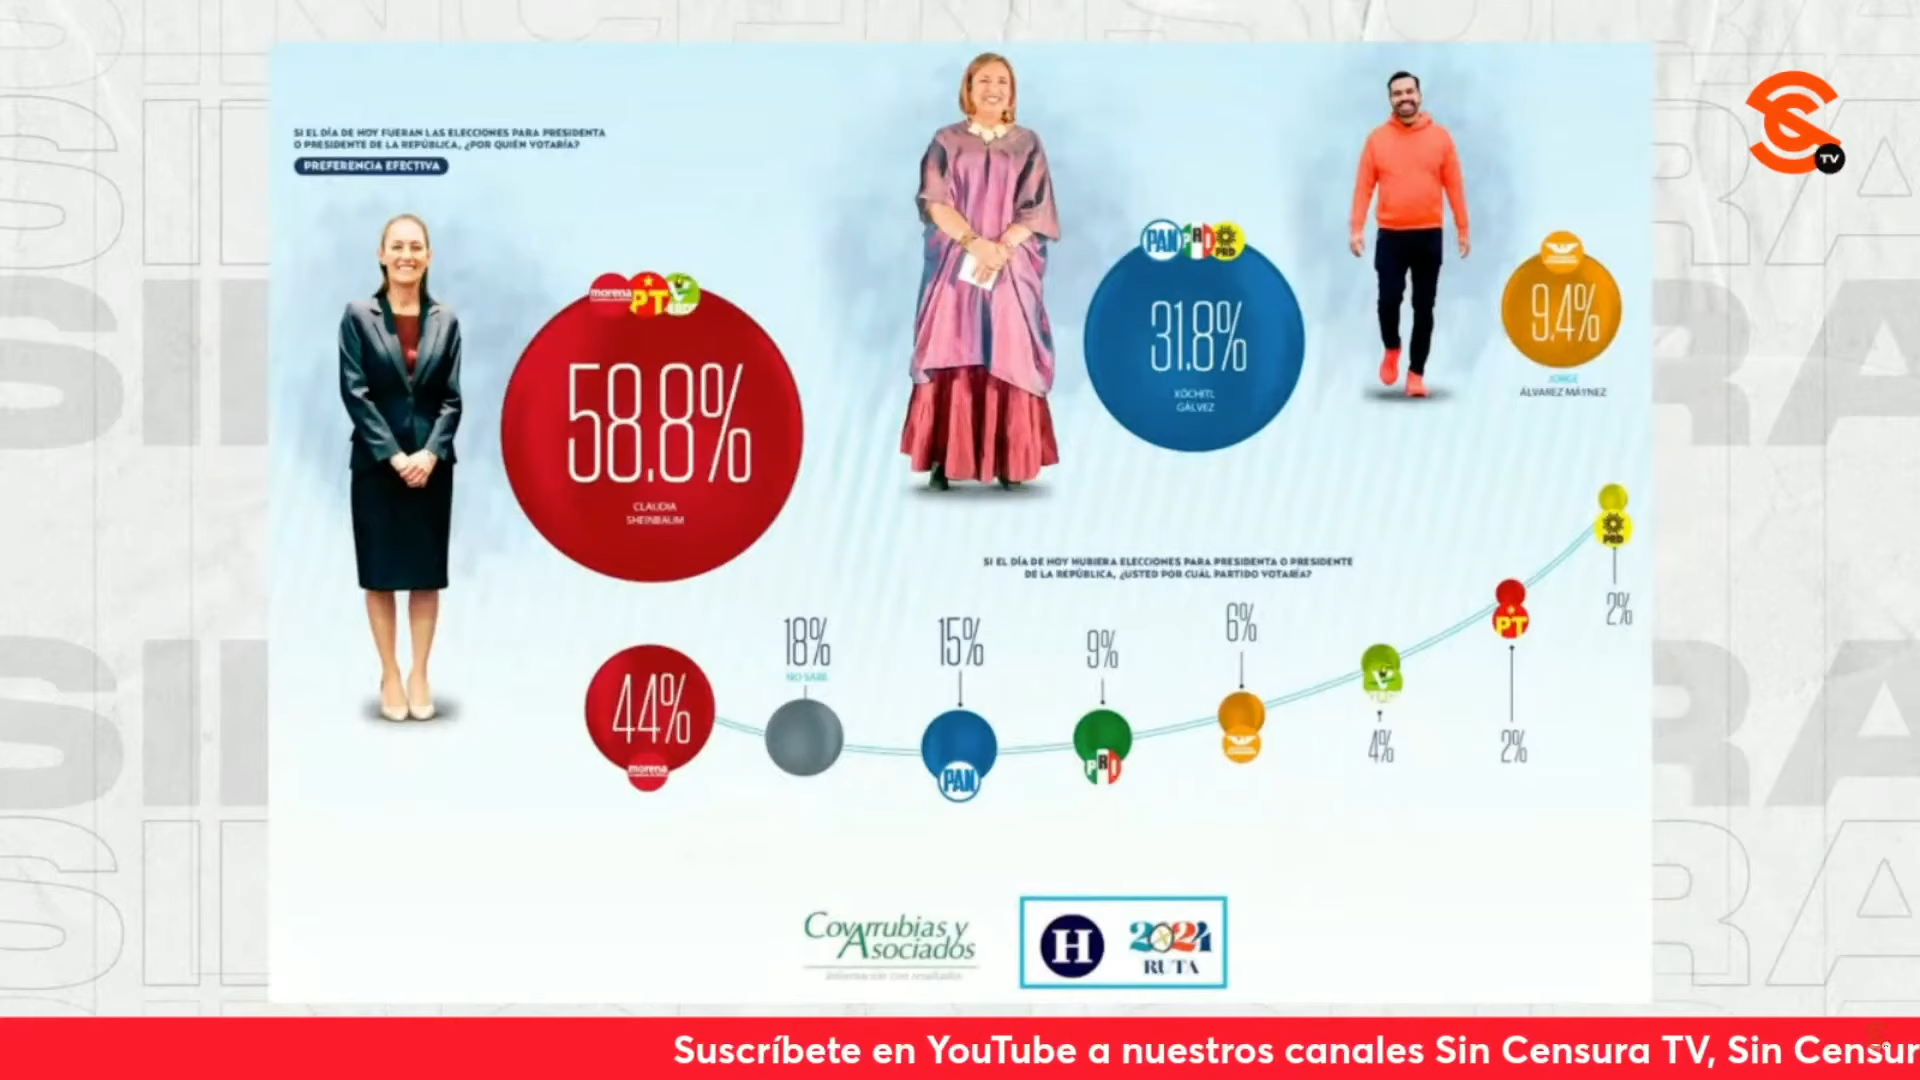 TV
SI EL DÍA DE HOY FUERAN LAS ELECCIONES PARA PRESIDENTA
O PRESIDENTE DE LA REPÚBLICA, ¿POR QUIÉN VOTARÍA?
PREFERENCIA EFECTIVA
morena PT
58.8%
CLAUDIA
SHEINBAUM
PAN PRI PRD
31.8%
XÓCHITL
GÁLVEZ
9.4%
JORGE
ÁLVAREZ MÁYNEZ
SI EL DÍA DE HOY HUBIERA ELECCIONES PARA PRESIDENTA O PRESIDENTE
DE LA REPÚBLICA, ¿USTED POR CUÁL PARTIDO VOTARÍA?
44%
morena
18%
NO SABE
15%
PAN
9%
PRI
6%
4%
PT
2%
PRD
2%
Covarrubias y
Asociados
H
2024
RUTA
Suscríbete en YouTube a nuestros canales Sin Censura TV, Sin Censur